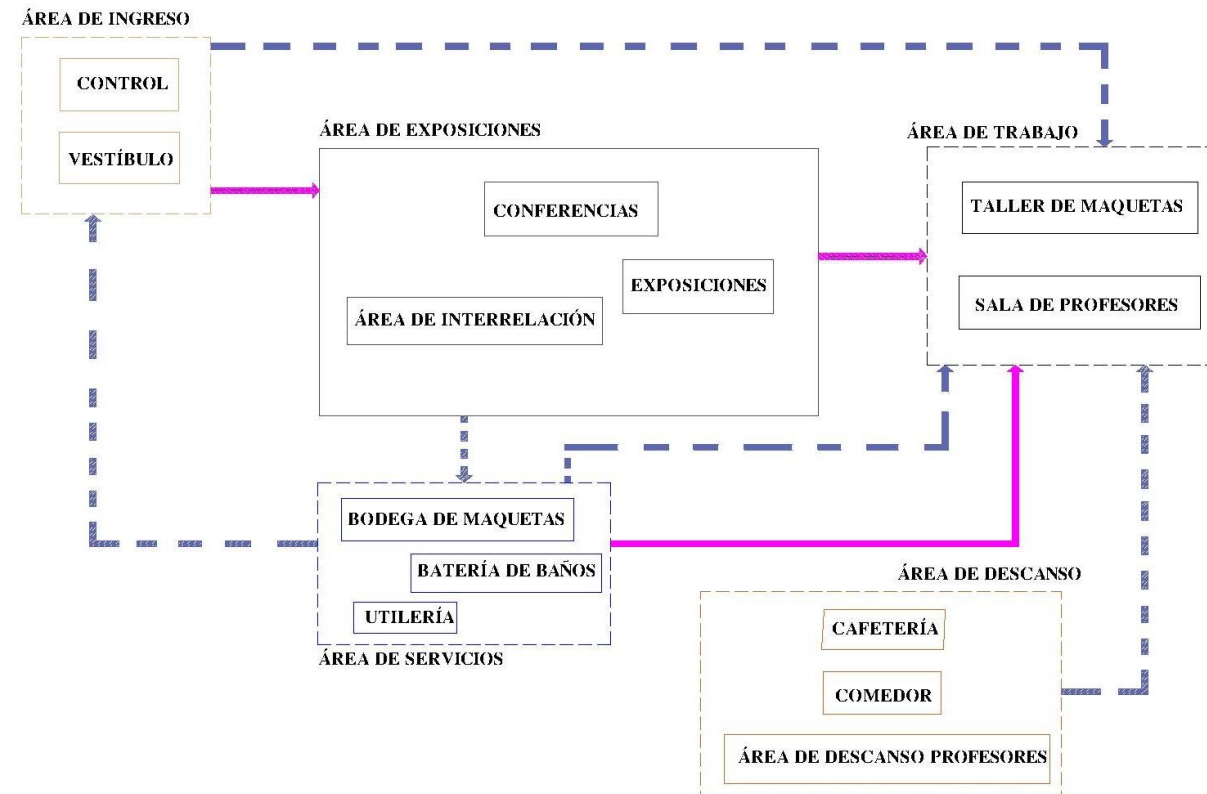 ÁREA DE INGRESO
CONTROL
VESTÍBULO
ÁREA DE EXPOSICIONES
CONFERENCIAS
EXPOSICIONES
ÁREA DE INTERRELACIÓN
ÁREA DE TRABAJO
TALLER DE MAQUETAS
SALA DE PROFESORES
BODEGA DE MAQUETAS
BATERÍA DE BAÑOS
UTILERÍA
ÁREA DE SERVICIOS
ÁREA DE DESCANSO
CAFETERÍA
COMEDOR
ÁREA DE DESCANSO PROFESORES